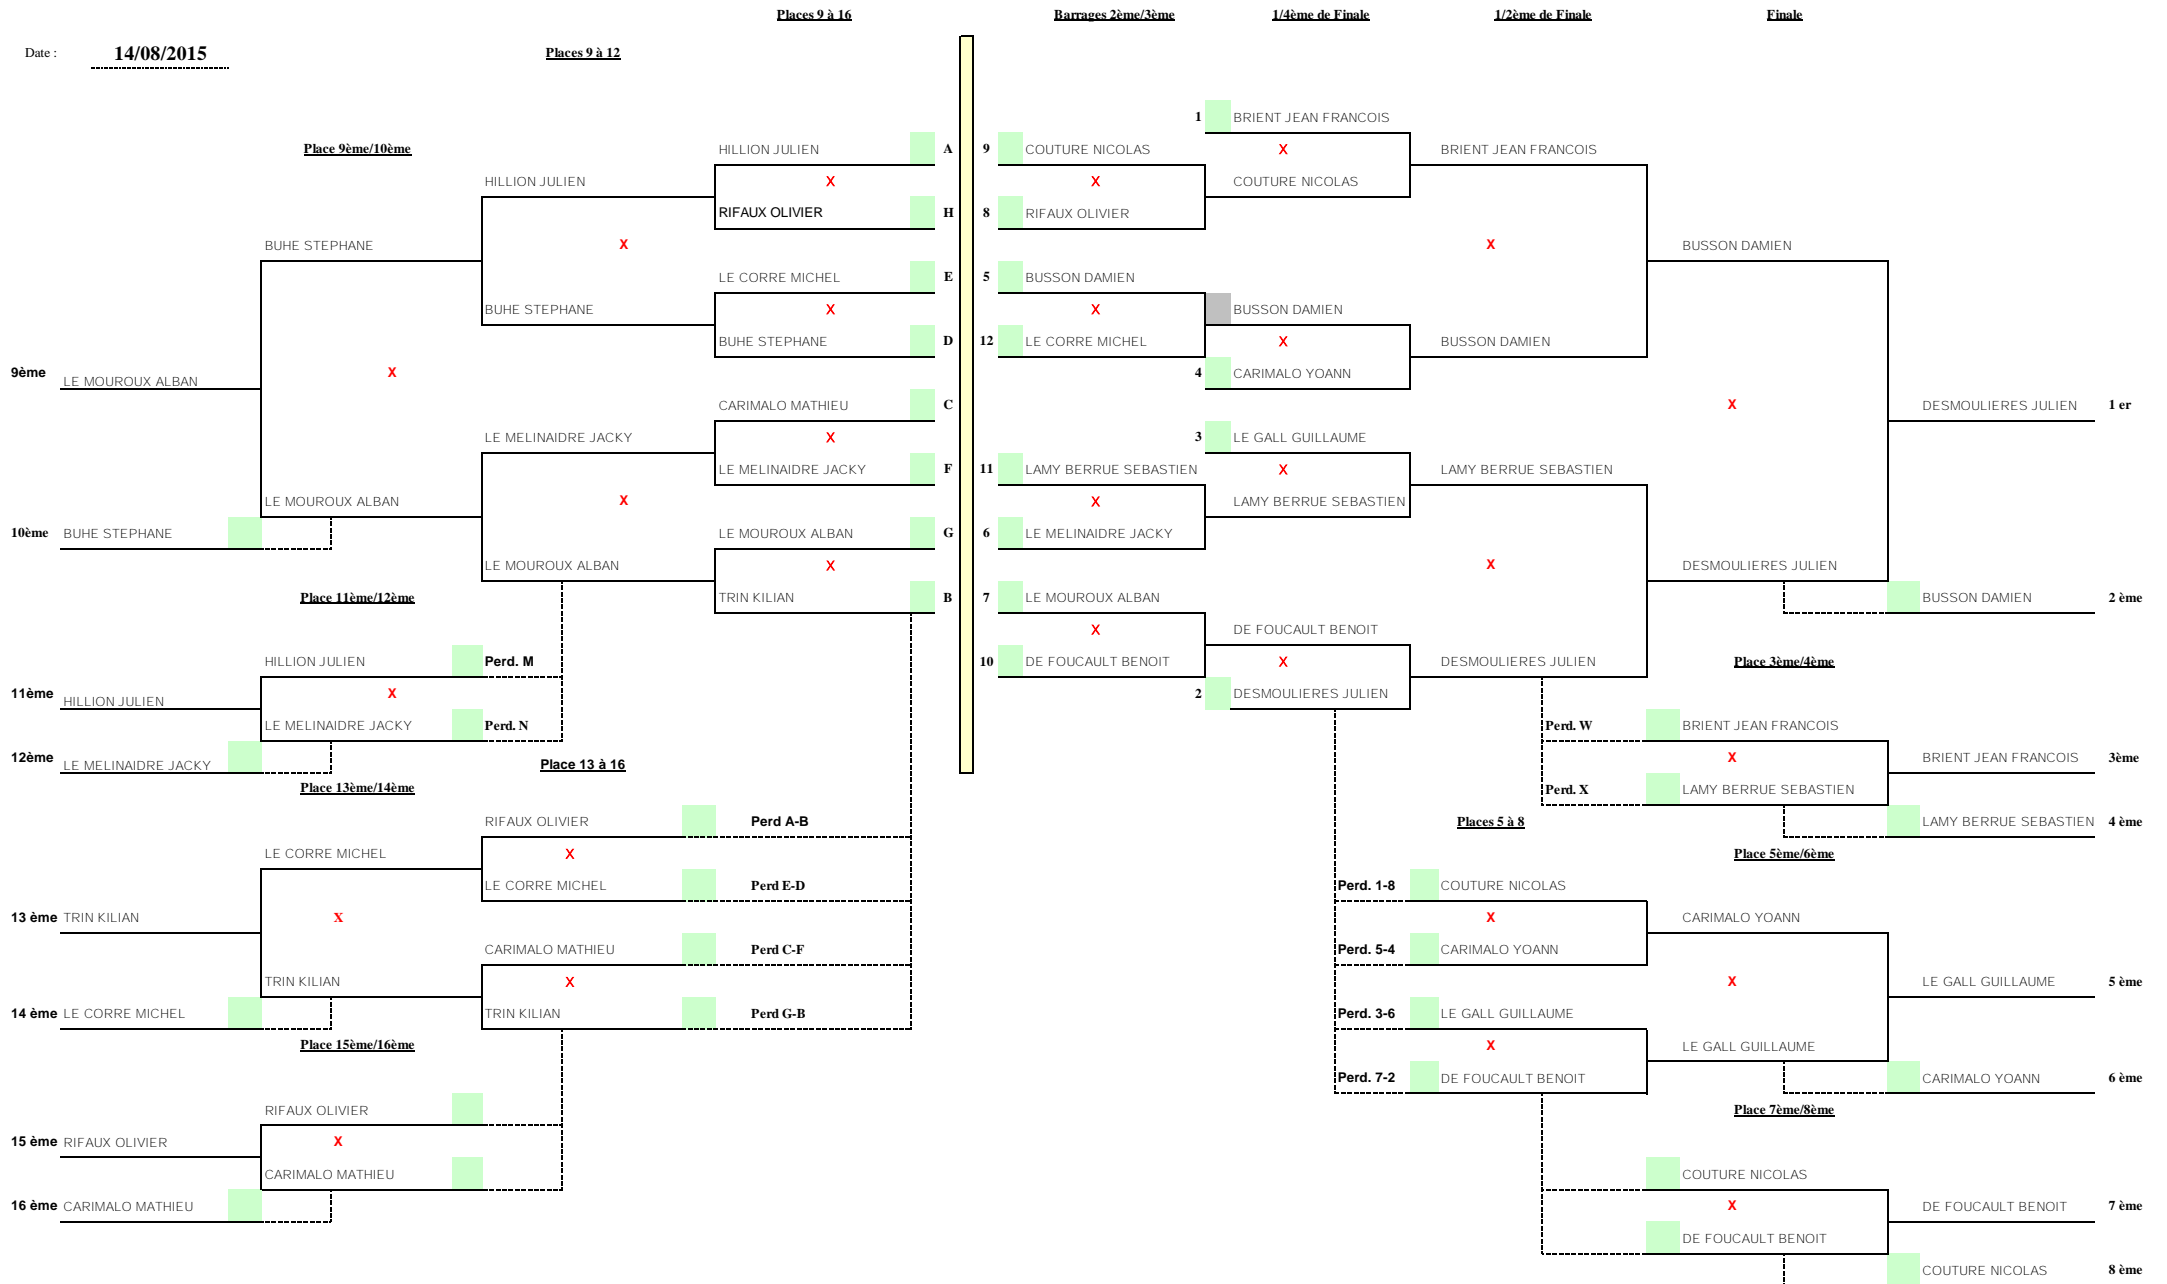 Places 9 à 16 Barrages 2ème/3ème 1/4ème de Finale 1/2ème de Finale Finale
Date : 14/08/2015 Places 9 à 12
1 BRIENT JEAN FRANCOIS
Place 9ème/10ème HILLION JULIEN A 9 COUTURE NICOLAS X BRIENT JEAN FRANCOIS
HILLION JULIEN X X COUTURE NICOLAS
RIFAUX OLIVIER H 8 RIFAUX OLIVIER
BUHE STEPHANE X X BUSSON DAMIEN
LE CORRE MICHEL E 5 BUSSON DAMIEN
BUHE STEPHANE X X BUSSON DAMIEN
BUHE STEPHANE D 12 LE CORRE MICHEL X BUSSON DAMIEN
9ème LE MOUROUX ALBAN X 4 CARIMALO YOANN
CARIMALO MATHIEU C X DESMOULIERES JULIEN 1 er
LE MELINAIDRE JACKY X 3 LE GALL GUILLAUME
LE MELINAIDRE JACKY F 11 LAMY BERRUE SEBASTIEN X LAMY BERRUE SEBASTIEN
LE MOUROUX ALBAN X X LAMY BERRUE SEBASTIEN
10ème BUHE STEPHANE LE MOUROUX ALBAN G 6 LE MELINAIDRE JACKY
LE MOUROUX ALBAN X X DESMOULIERES JULIEN
Place 11ème/12ème TRIN KILIAN B 7 LE MOUROUX ALBAN BUSSON DAMIEN 2 ème
X DE FOUCAULT BENOIT
HILLION JULIEN Perd. M 10 DE FOUCAULT BENOIT X DESMOULIERES JULIEN Place 3ème/4ème
11ème HILLION JULIEN X 2 DESMOULIERES JULIEN
LE MELINAIDRE JACKY Perd. N Perd. W BRIENT JEAN FRANCOIS
12ème LE MELINAIDRE JACKY Place 13 à 16 X BRIENT JEAN FRANCOIS 3ème
Place 13ème/14ème Perd. X LAMY BERRUE SEBASTIEN
RIFAUX OLIVIER Perd A-B Places 5 à 8 LAMY BERRUE SEBASTIEN 4 ème
LE CORRE MICHEL X Place 5ème/6ème
LE CORRE MICHEL Perd E-D Perd. 1-8 COUTURE NICOLAS
13 ème TRIN KILIAN X X CARIMALO YOANN
CARIMALO MATHIEU Perd C-F Perd. 5-4 CARIMALO YOANN
TRIN KILIAN X X LE GALL GUILLAUME 5 ème
14 ème LE CORRE MICHEL TRIN KILIAN Perd G-B Perd. 3-6 LE GALL GUILLAUME
Place 15ème/16ème X LE GALL GUILLAUME
Perd. 7-2 DE FOUCAULT BENOIT CARIMALO YOANN 6 ème
RIFAUX OLIVIER Place 7ème/8ème
15 ème RIFAUX OLIVIER X
CARIMALO MATHIEU COUTURE NICOLAS
16 ème CARIMALO MATHIEU X DE FOUCAULT BENOIT 7 ème
DE FOUCAULT BENOIT
COUTURE NICOLAS 8 ème